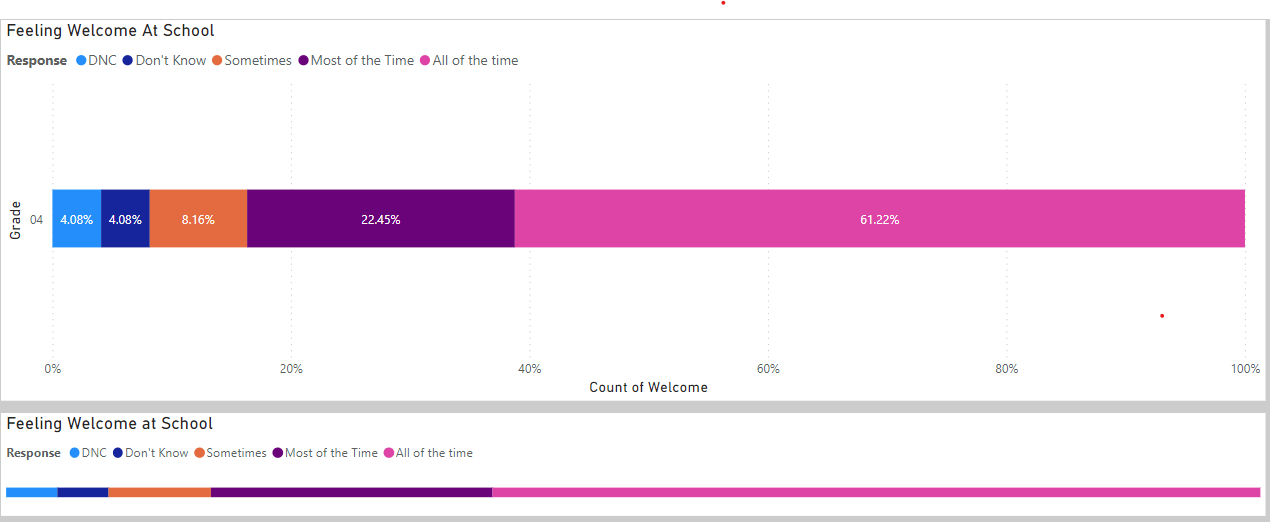 Feeling Welcome At School
Response DNC Don't Know Sometimes Most of the Time All of the time
Grade
04
4.08% 4.08% 8.16% 22.45% 61.22%
0% 20% 40% 60% 80% 100%
Count of Welcome
Feeling Welcome at School
Response DNC Don't Know Sometimes Most of the Time All of the time